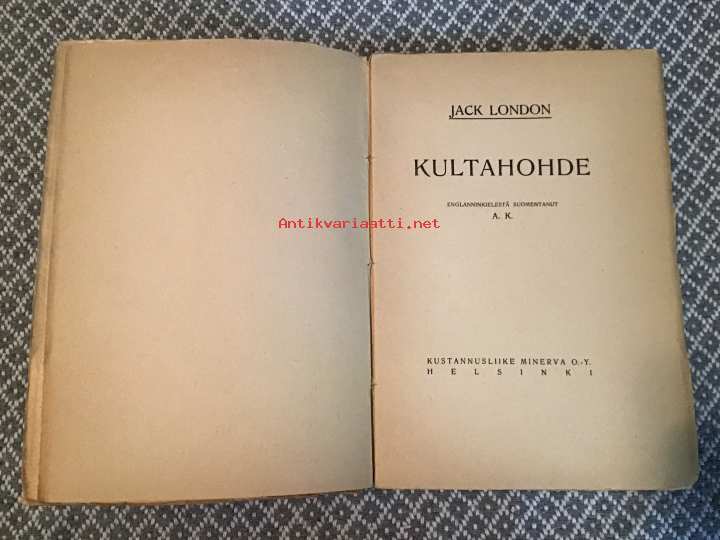 JACK LONDON
KULTAHOHDE
ENGLANNINKIELESTÄ SUOMENTANUT
A. K.
Antikvariaatti.net
KUSTANNUSLIIKE MINERVA O.-Y.
HELSINKI